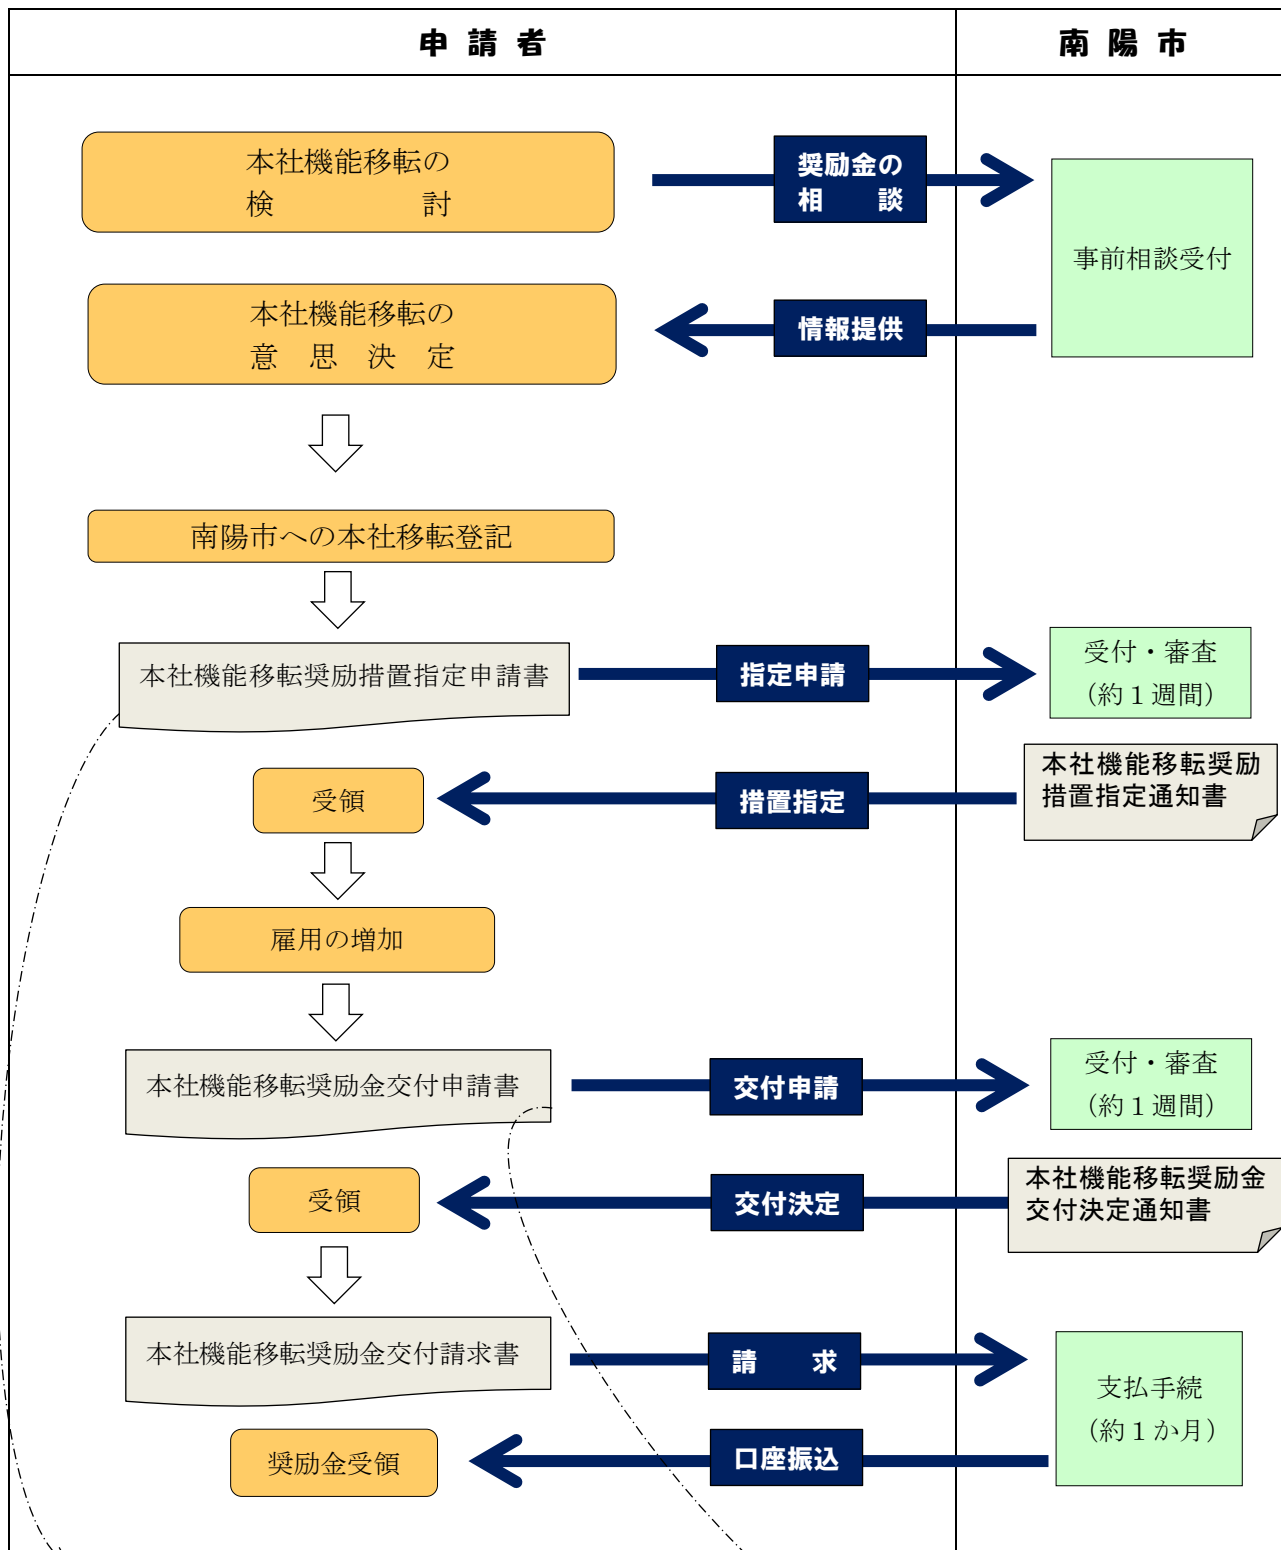 申請者
南陽市
本社機能移転の
検　討
奨励金の
相　談
事前相談受付
本社機能移転の
意思決定
情報提供
南陽市への本社移転登記
本社機能移転奨励措置指定申請書
指定申請
受付・審査
（約１週間）
受領
措置指定
本社機能移転奨励
措置指定通知書
雇用の増加
本社機能移転奨励金交付申請書
交付申請
受付・審査
（約１週間）
受領
交付決定
本社機能移転奨励金
交付決定通知書
本社機能移転奨励金交付請求書
請　求
支払手続
（約１か月）
奨励金受領
口座振込